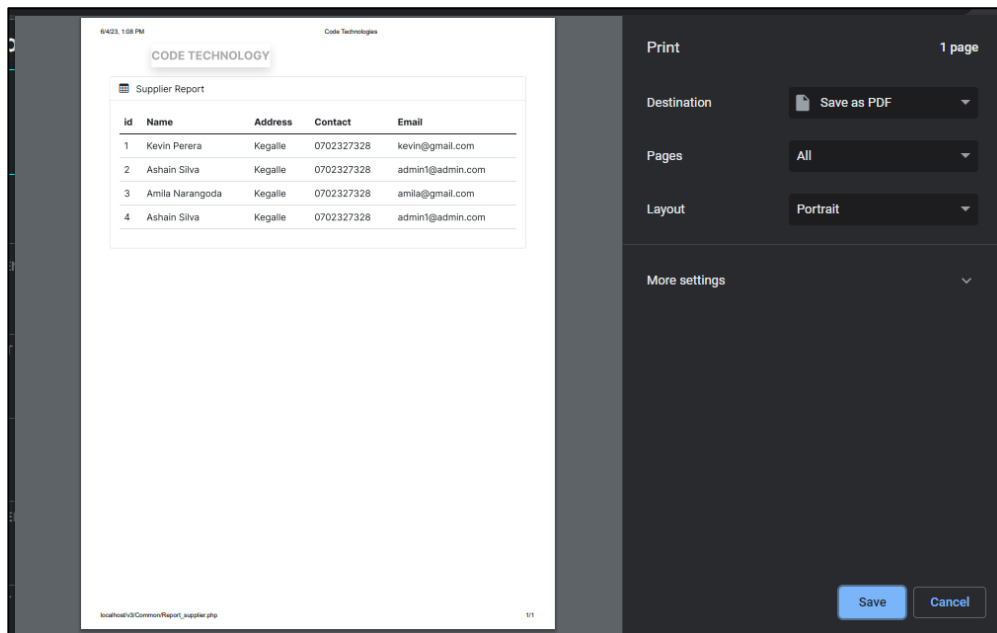 6/4/23, 1:08 PM Code Technologies
CODE TECHNOLOGY
Supplier Report
id Name Address Contact Email
1 Kevin Perera Kegalle 0702327328 kevin@gmail.com
2 Ashain Silva Kegalle 0702327328 admin1@admin.com
3 Amila Narangoda Kegalle 0702327328 amila@gmail.com
4 Ashain Silva Kegalle 0702327328 admin1@admin.com
localhost/v3/Common/Report_supplier.php 1/1
Print 1 page
Destination Save as PDF
Pages All
Layout Portrait
More settings
Save Cancel